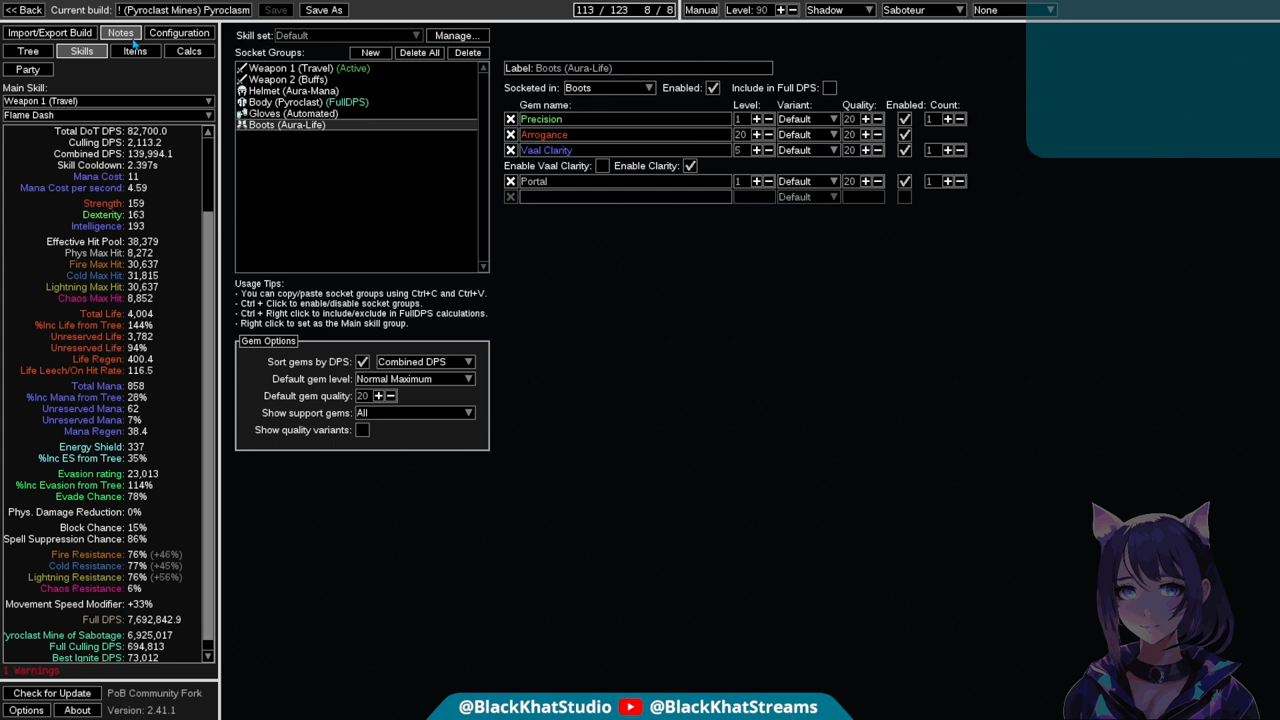 << Back
Current build:
! (Pyroclast Mines) Pyroclasm
Save
Save As
113 / 123 8 / 8
Manual
Level: 90
Shadow
Saboteur
None
Import/Export Build
Notes
Configuration
Tree
Skills
Items
Calcs
Party
Main Skill:
Weapon 1 (Travel)
Flame Dash
Total DoT DPS: 82,700.0
Culling DPS: 2,113.2
Combined DPS: 139,994.1
Skill Cooldown: 2.397s
Mana Cost: 11
Mana Cost per second: 4.59
Strength: 159
Dexterity: 163
Intelligence: 193
Effective Hit Pool: 38,379
Phys Max Hit: 8,272
Fire Max Hit: 30,637
Cold Max Hit: 31,815
Lightning Max Hit: 30,637
Chaos Max Hit: 8,852
Total Life: 4,004
%Inc Life from Tree: 144%
Unreserved Life: 3,782
Unreserved Life: 94%
Life Regen: 400.4
Life Leech/On Hit Rate: 116.5
Total Mana: 858
%Inc Mana from Tree: 28%
Unreserved Mana: 62
Unreserved Mana: 7%
Mana Regen: 38.4
Energy Shield: 337
%Inc ES from Tree: 35%
Evasion rating: 23,013
%Inc Evasion from Tree: 114%
Evade Chance: 78%
Phys. Damage Reduction: 0%
Block Chance: 15%
Spell Suppression Chance: 86%
Fire Resistance: 76% (+46%)
Cold Resistance: 77% (+45%)
Lightning Resistance: 76% (+56%)
Chaos Resistance: 6%
Movement Speed Modifier: +33%
Full DPS: 7,692,842.9
yroclast Mine of Sabotage: 6,925,017
Full Culling DPS: 694,813
Best Ignite DPS: 73,012
1 Warnings
Check for Update
PoB Community Fork
Options
About
Version: 2.41.1
Skill set:
Default
Manage...
Socket Groups:
New
Delete All
Delete
Weapon 1 (Travel) (Active)
Weapon 2 (Buffs)
Helmet (Aura-Mana)
Body (Pyroclast) (FullDPS)
Gloves (Automated)
Boots (Aura-Life)
Usage Tips:
- You can copy/paste socket groups using Ctrl+C and Ctrl+V.
- Ctrl + Click to enable/disable socket groups.
- Ctrl + Right click to include/exclude in FullDPS calculations.
- Right click to set as the Main skill group.
Gem Options
Sort gems by DPS:
Combined DPS
Default gem level:
Normal Maximum
Default gem quality:
20
Show support gems:
All
Show quality variants:
Label: Boots (Aura-Life)
Socketed in:
Boots
Enabled:
Include in Full DPS:
Gem name: Level: Variant: Quality: Enabled: Count:
Precision 1 Default 20 1
Arrogance 20 Default 20
Vaal Clarity 5 Default 20 1
Enable Vaal Clarity: Enable Clarity:
Portal 1 Default 20 1
Default
@BlackKhatStudio @BlackKhatStreams